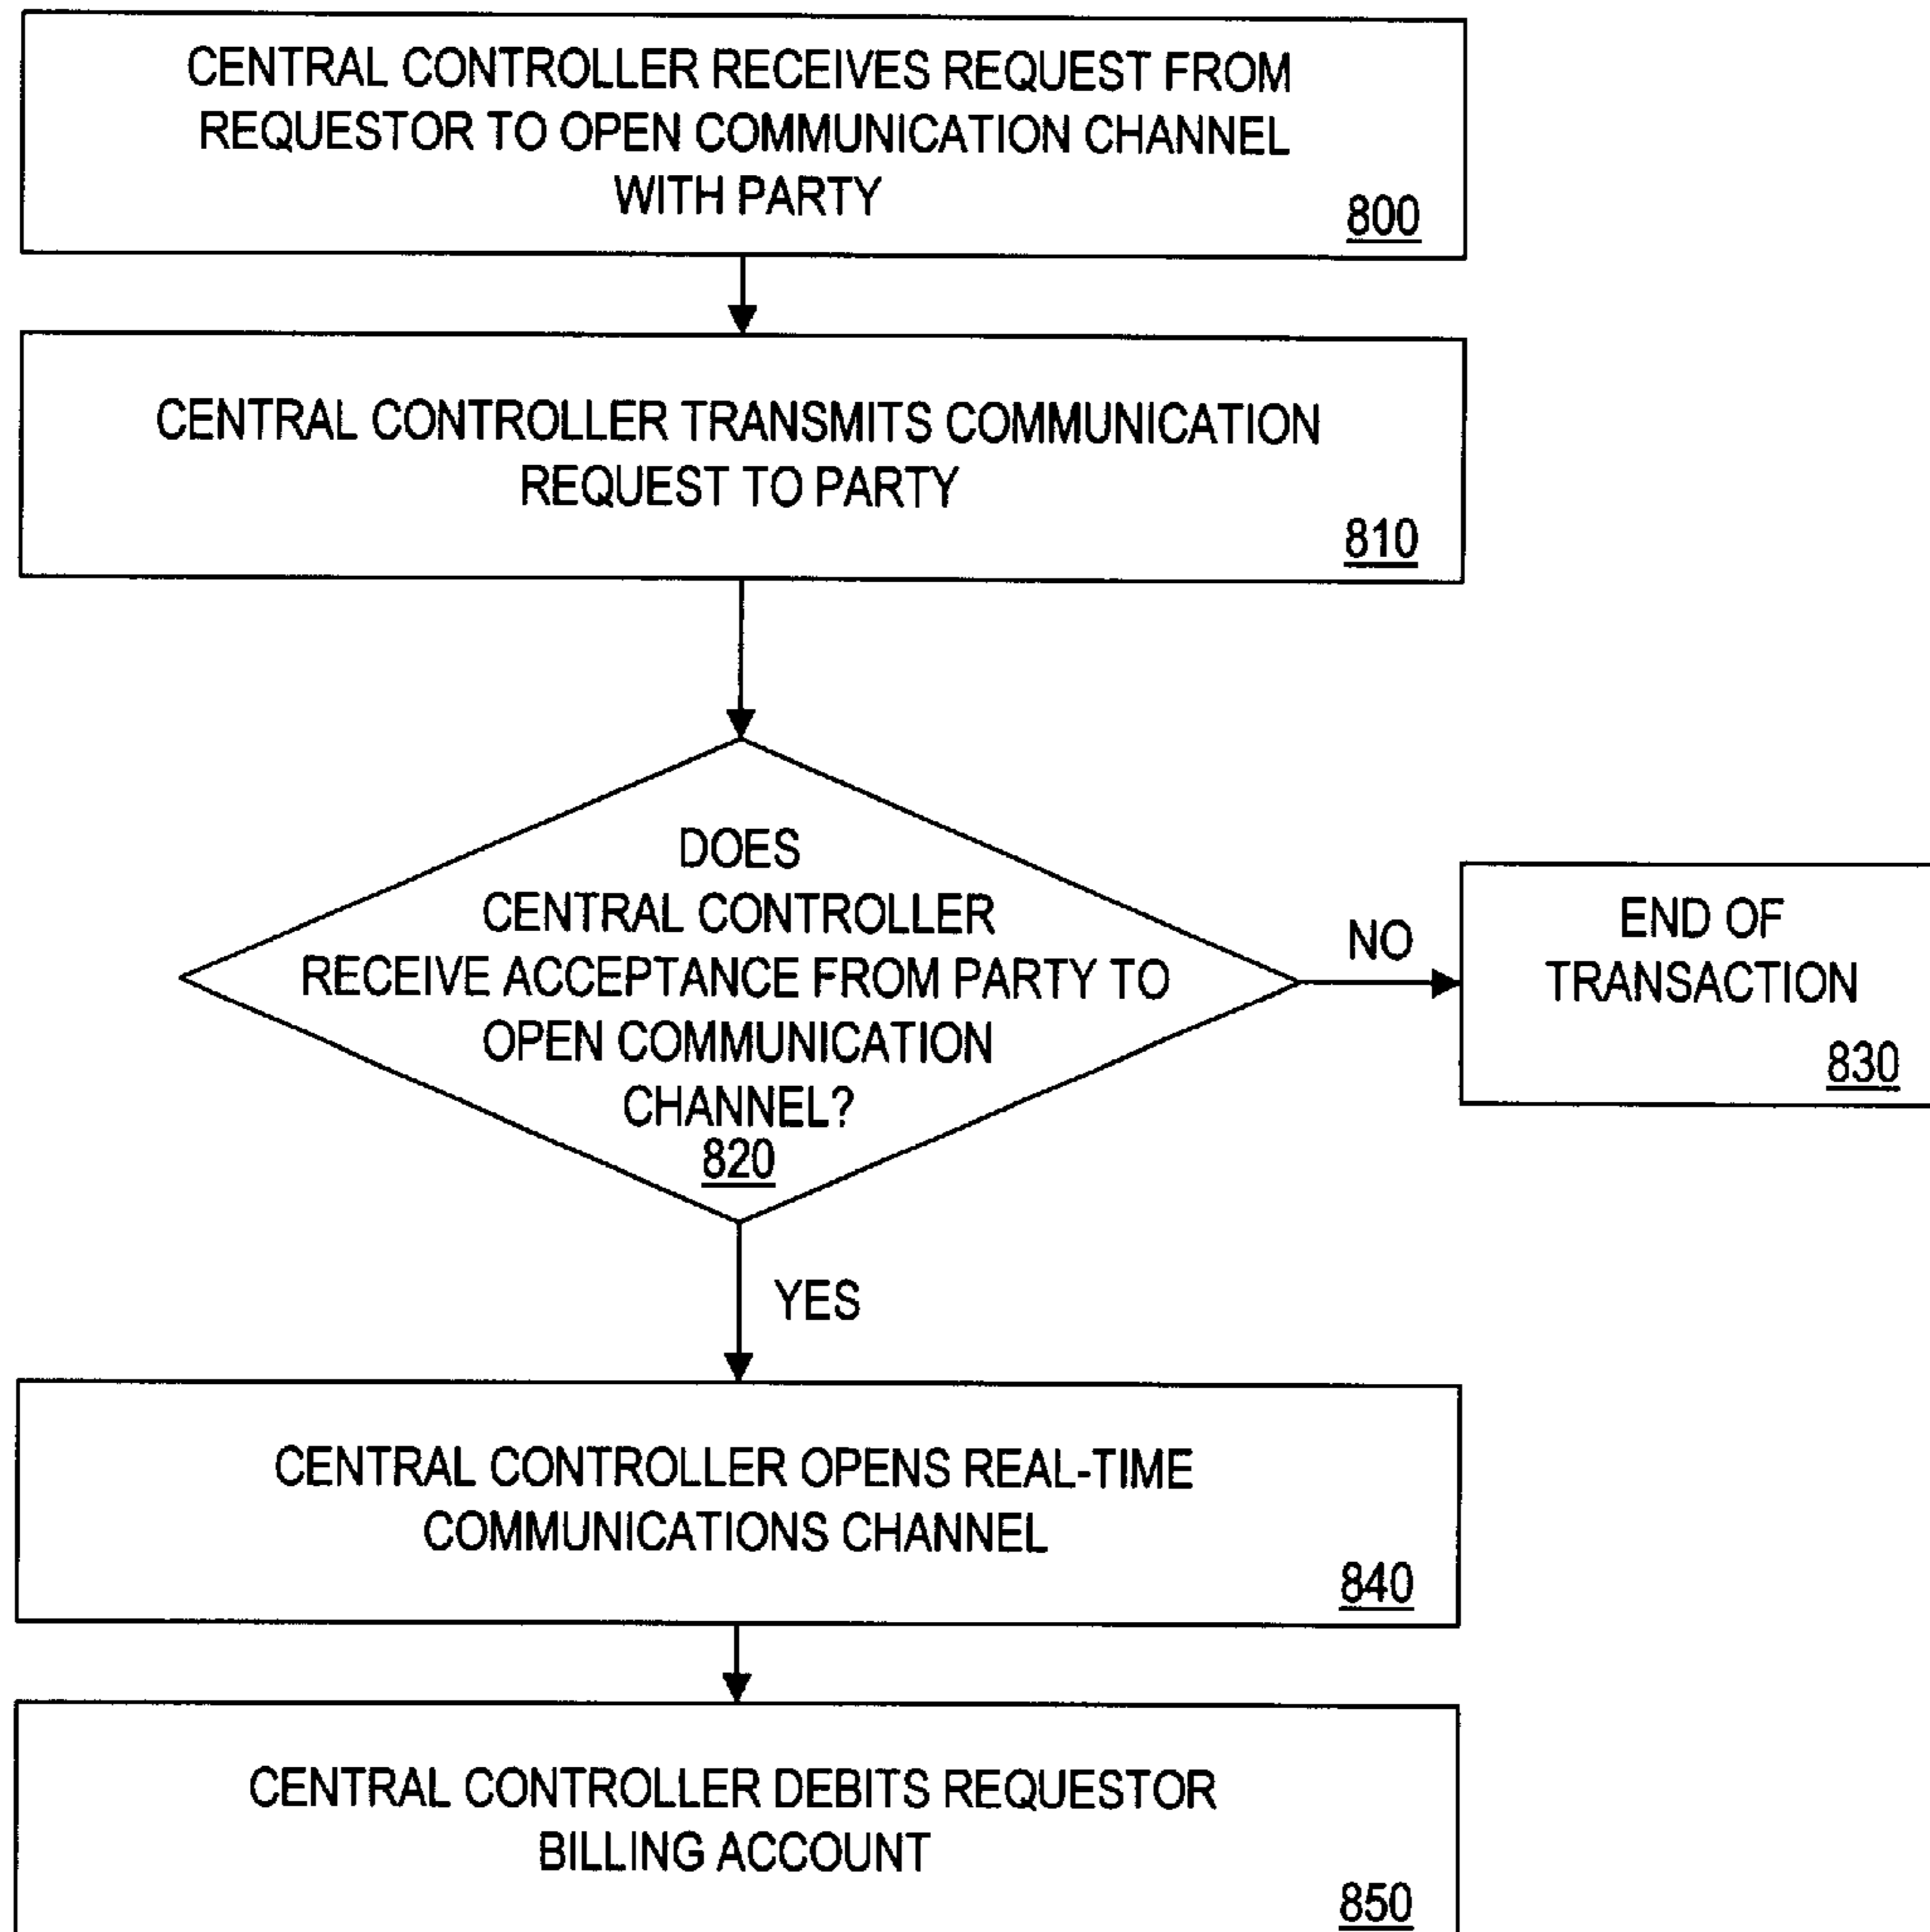 CENTRAL CONTROLLER RECEIVES REQUEST FROM
REQUESTOR TO OPEN COMMUNICATION CHANNEL
WITH PARTY
800
CENTRAL CONTROLLER TRANSMITS COMMUNICATION
REQUEST TO PARTY
810
DOES
CENTRAL CONTROLLER
RECEIVE ACCEPTANCE FROM PARTY TO
OPEN COMMUNICATION
CHANNEL?
820
NO
END OF
TRANSACTION
830
YES
CENTRAL CONTROLLER OPENS REAL-TIME
COMMUNICATIONS CHANNEL
840
CENTRAL CONTROLLER DEBITS REQUESTOR
BILLING ACCOUNT
850